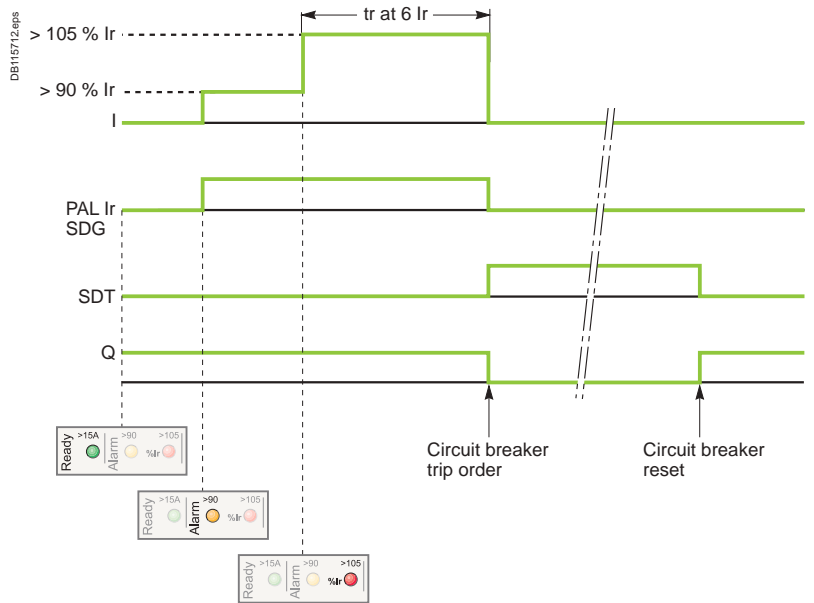 DB115712.eps
tr at 6 Ir
> 105 % Ir
> 90 % Ir
I
PAL Ir
SDG
SDT
Q
Circuit breaker
trip order
Circuit breaker
reset
Ready >15A Alarm >90 %Ir >105
Ready >15A Alarm >90 %Ir >105
Ready >15A Alarm >90 %Ir >105